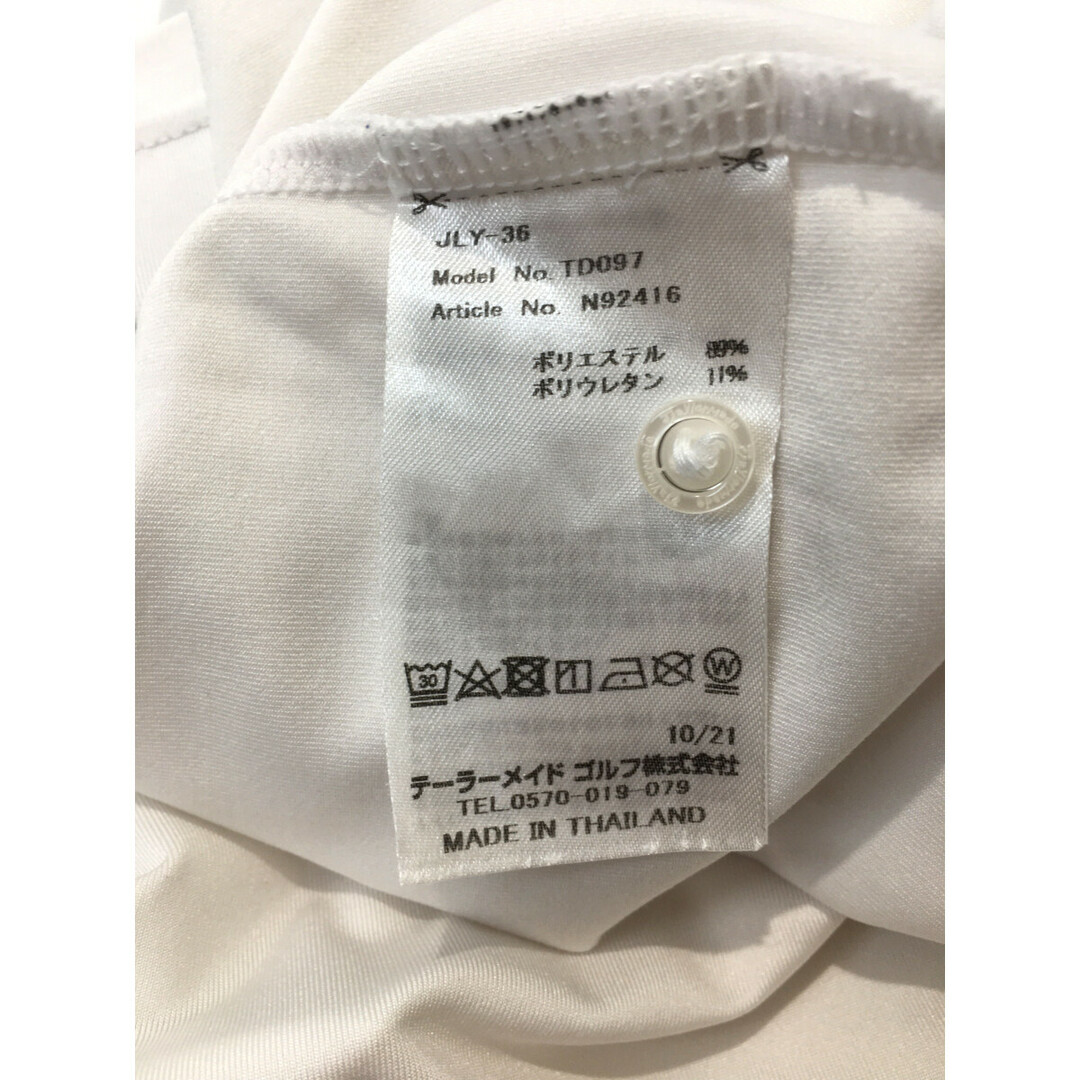 JLY-36
Model No. TD097
Article No. N92416
ポリエステル 89%
ポリウレタン 11%
30
W
10/21
テーラーメイド ゴルフ株式会社
TEL.0570-019-079
MADE IN THAILAND